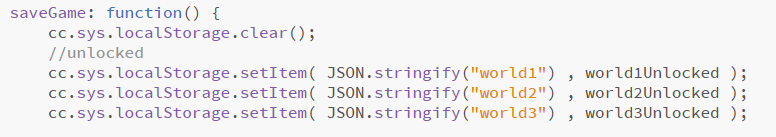 saveGame: function() {
cc.sys.localStorage.clear();
//unlocked
cc.sys.localStorage.setItem( JSON.stringify("world1") , world1Unlocked );
cc.sys.localStorage.setItem( JSON.stringify("world2") , world2Unlocked );
cc.sys.localStorage.setItem( JSON.stringify("world3") , world3Unlocked );